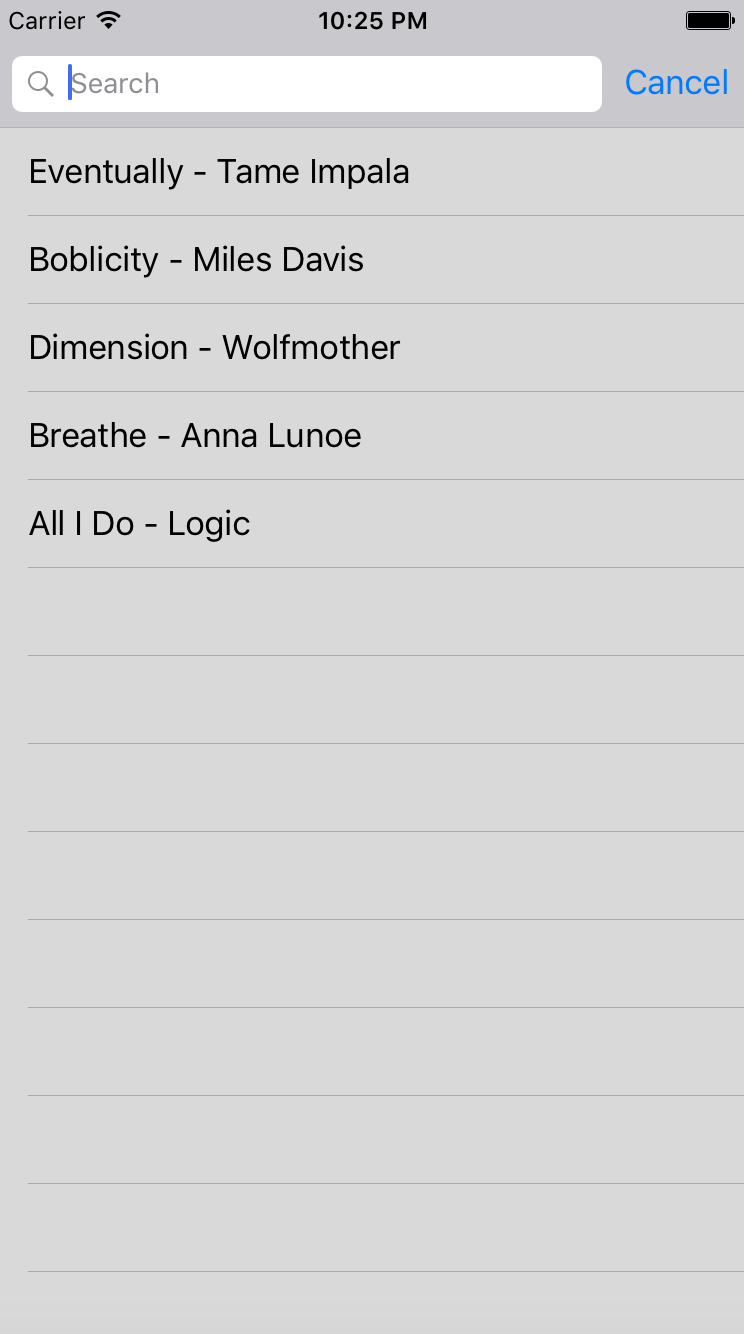 Carrier 10:25 PM
Search Cancel
Eventually - Tame Impala
Boblicity - Miles Davis
Dimension - Wolfmother
Breathe - Anna Lunoe
All I Do - Logic